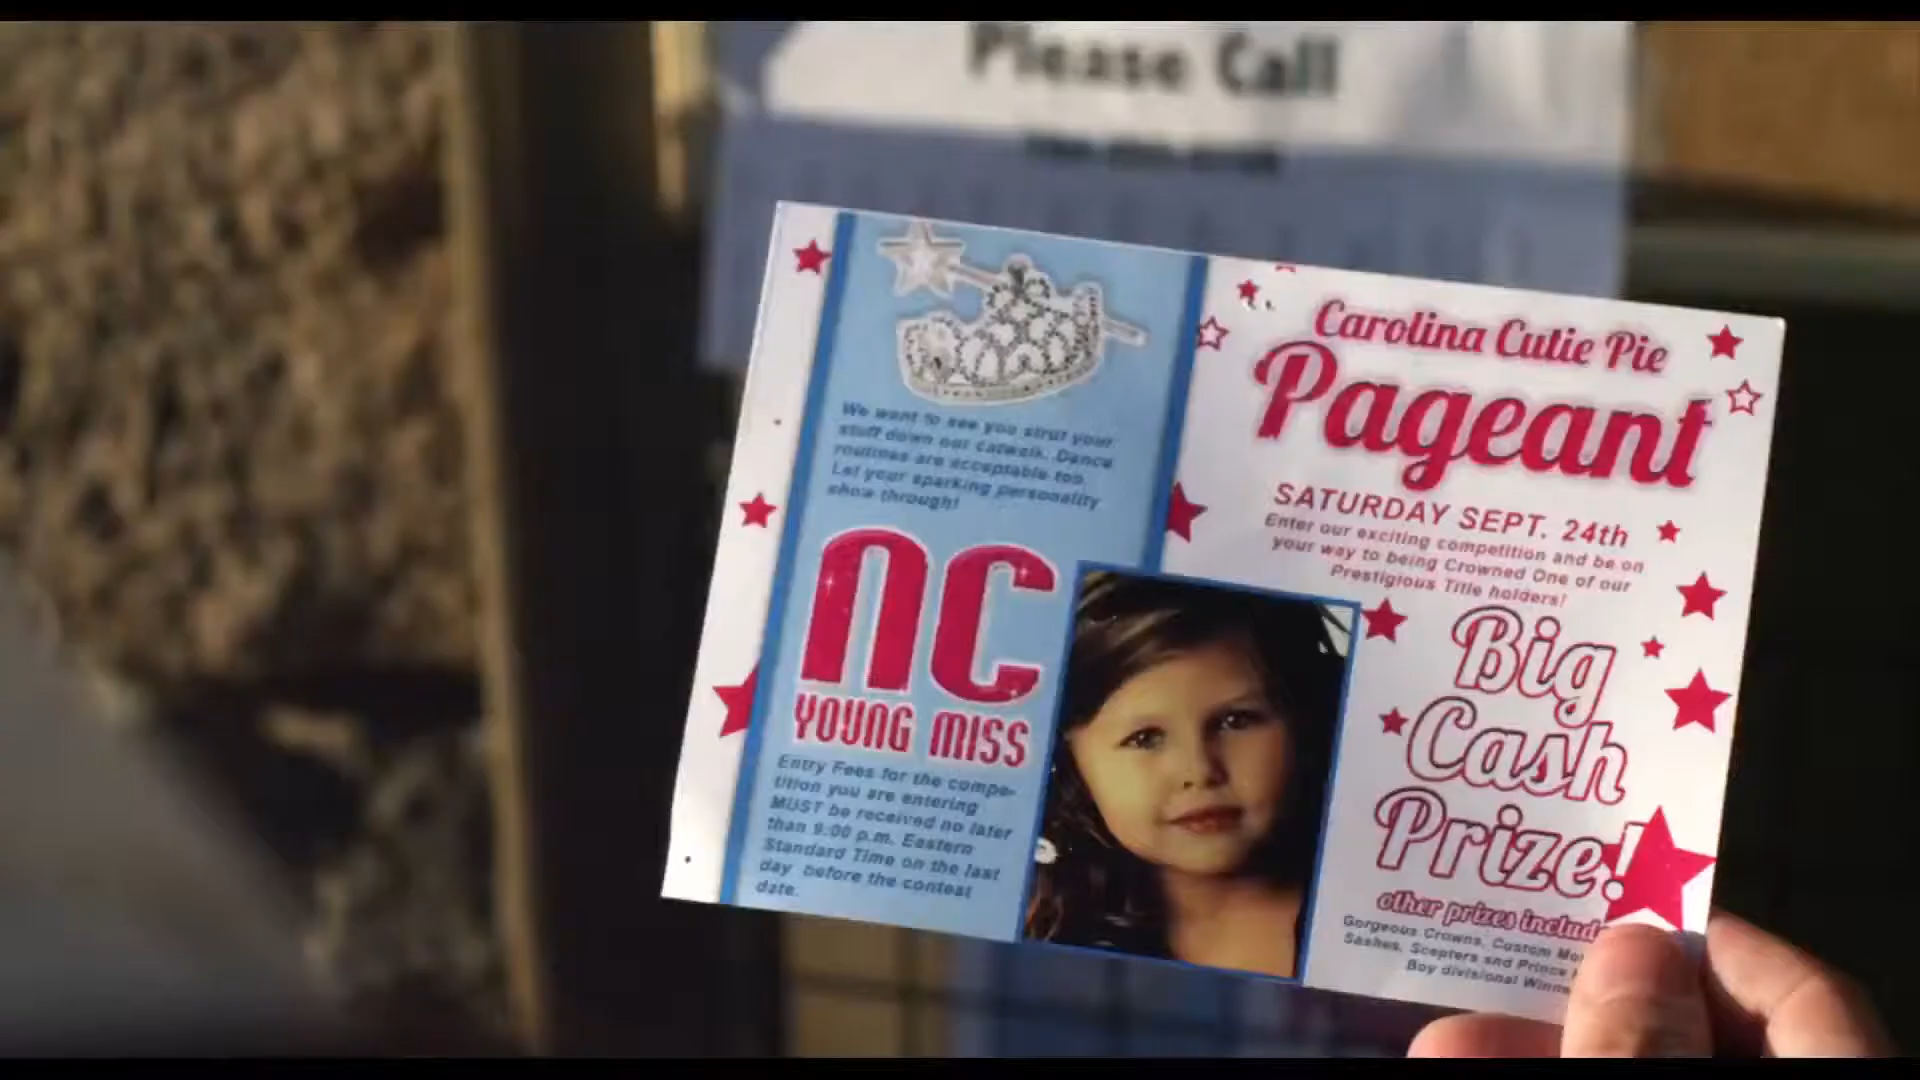 Please Call
We want to see you strut your
stuff down our catwalk. Dance
routines are acceptable too.
Let your sparking personality
show through!
NC
YOUNG MISS
Entry Fees for the compe-
tition you are entering
MUST be received no later
than 9:00 p.m. Eastern
Standard Time on the last
day before the contest
date.
Carolina Cutie Pie
Pageant
SATURDAY SEPT. 24th
Enter our exciting competition and be on
your way to being Crowned One of our
Prestigious Title holders!
Big
Cash
Prize!
other prizes includ
Gorgeous Crowns, Custom
Sashes, Scepters and Prince
Boy divisional